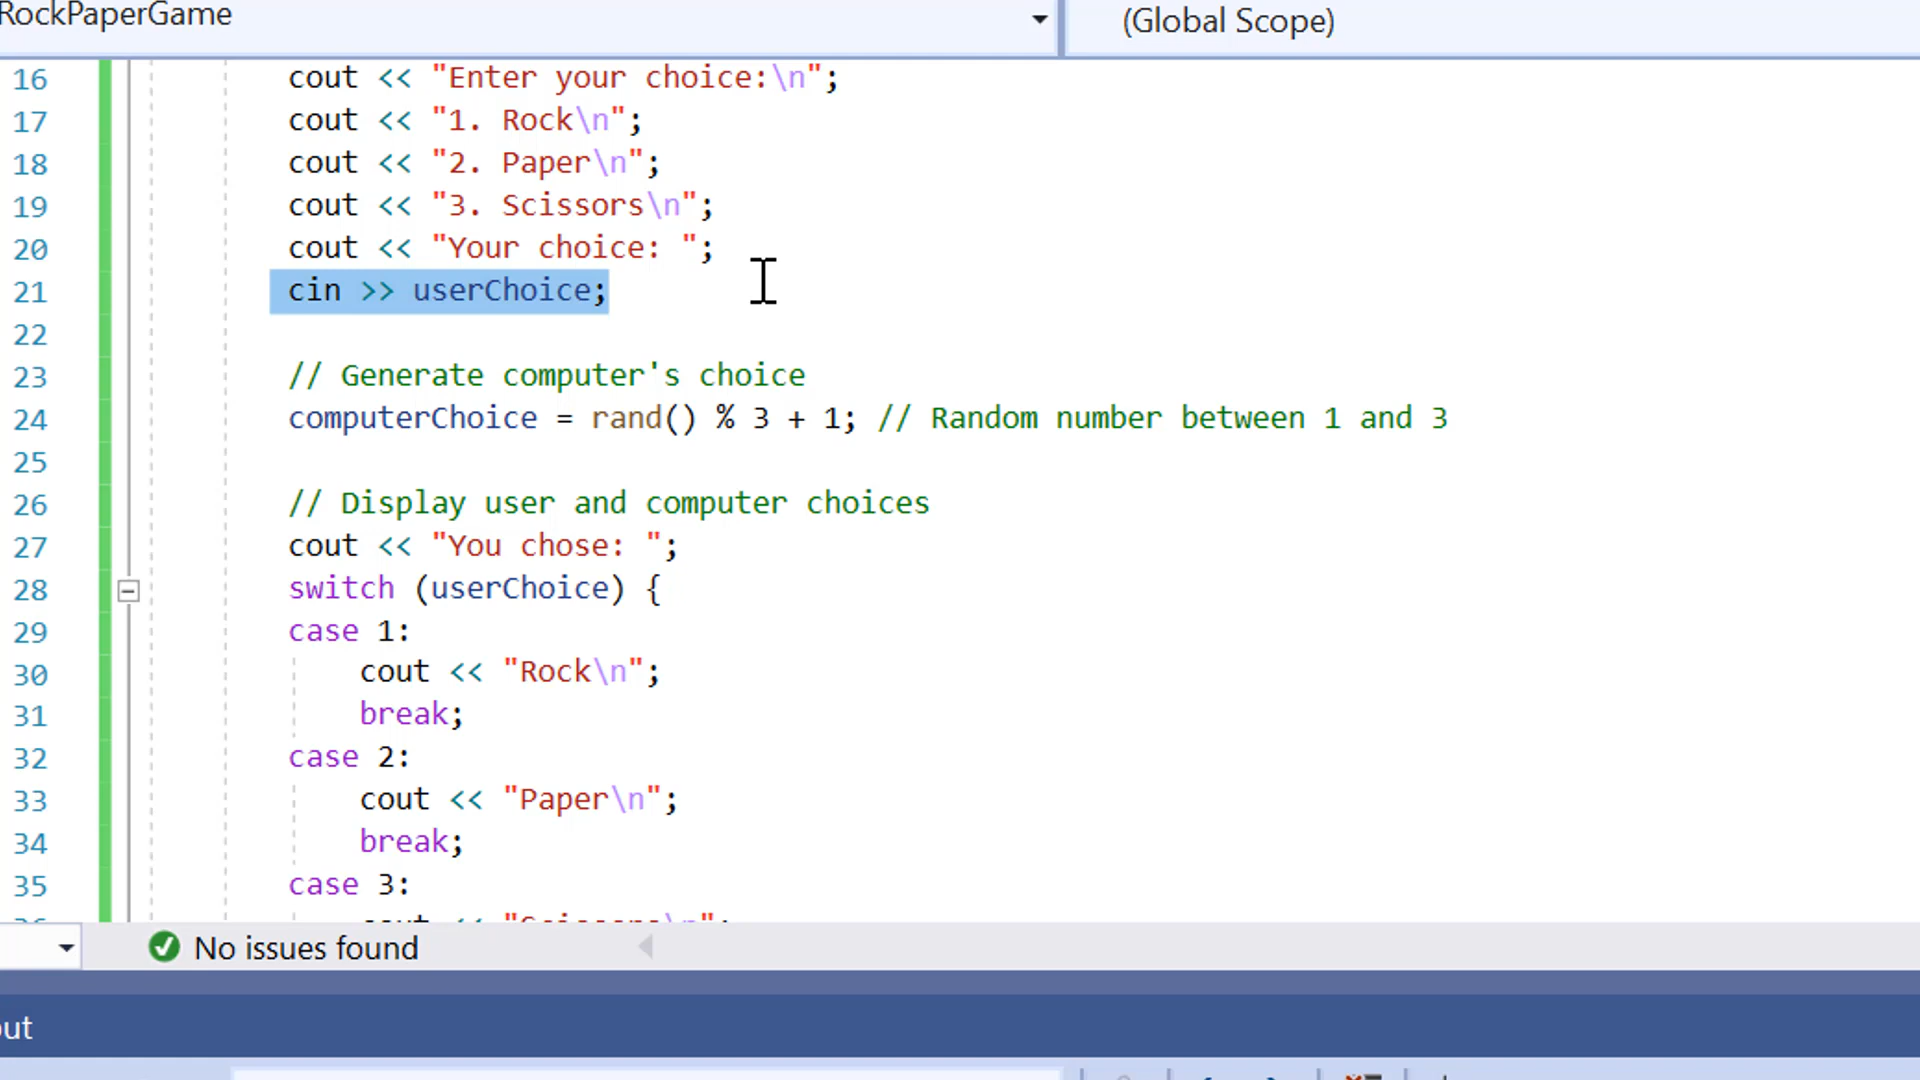 RockPaperGame
(Global Scope)
16 cout << "Enter your choice:\n";
17 cout << "1. Rock\n";
18 cout << "2. Paper\n";
19 cout << "3. Scissors\n";
20 cout << "Your choice: ";
21 cin >> userChoice;
22
23 // Generate computer's choice
24 computerChoice = rand() % 3 + 1; // Random number between 1 and 3
25
26 // Display user and computer choices
27 cout << "You chose: ";
28 switch (userChoice) {
29 case 1:
30 cout << "Rock\n";
31 break;
32 case 2:
33 cout << "Paper\n";
34 break;
35 case 3:
No issues found